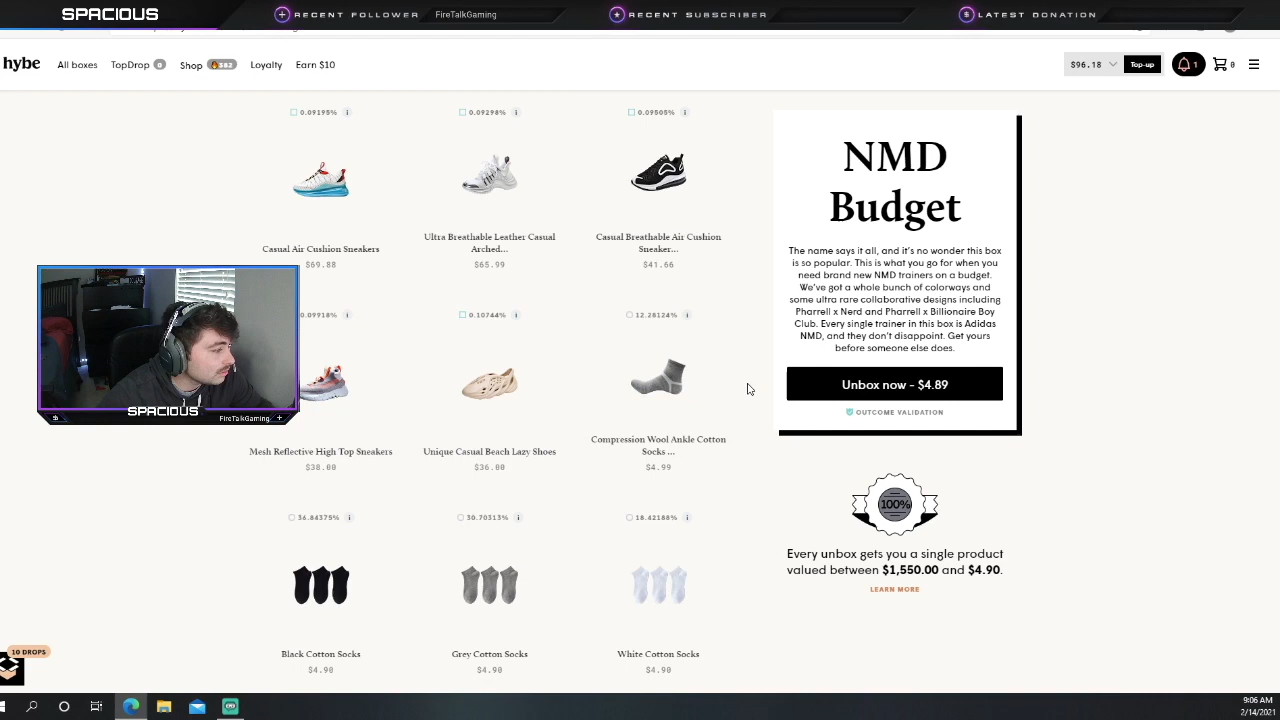 SPACIOUS
RECENT FOLLOWER FireTalkGaming
RECENT SUBSCRIBER
LATEST DONATION
hybe
All boxes
TopDrop 0
Shop 382
Loyalty
Earn $10
$96.18
Top-up
1
0
0.09195% i
0.09298% i
0.09505% i
Casual Air Cushion Sneakers
$69.88
Ultra Breathable Leather Casual
Arched...
$65.99
Casual Breathable Air Cushion
Sneaker...
$41.66
0.09918% i
0.10744% i
12.28124% i
Mesh Reflective High Top Sneakers
$38.00
Unique Casual Beach Lazy Shoes
$36.00
Compression Wool Ankle Cotton
Socks ...
$4.99
36.84375% i
30.70313% i
18.42188% i
Black Cotton Socks
$4.90
Grey Cotton Socks
$4.90
White Cotton Socks
$4.90
SPACIOUS
FireTalkGaming
NMD
Budget
The name says it all, and it's no wonder this box
is so popular. This is what you go for when you
need brand new NMD trainers on a budget.
We've got a whole bunch of colorways and
some ultra rare collaborative designs including
Pharrell x Nerd and Pharrell x Billionaire Boy
Club. Every single trainer in this box is Adidas
NMD, and they don't disappoint. Get yours
before someone else does.
Unbox now - $4.89
OUTCOME VALIDATION
100%
Every unbox gets you a single product
valued between $1,550.00 and $4.90.
LEARN MORE
10 DROPS
9:06 AM
2/14/2021